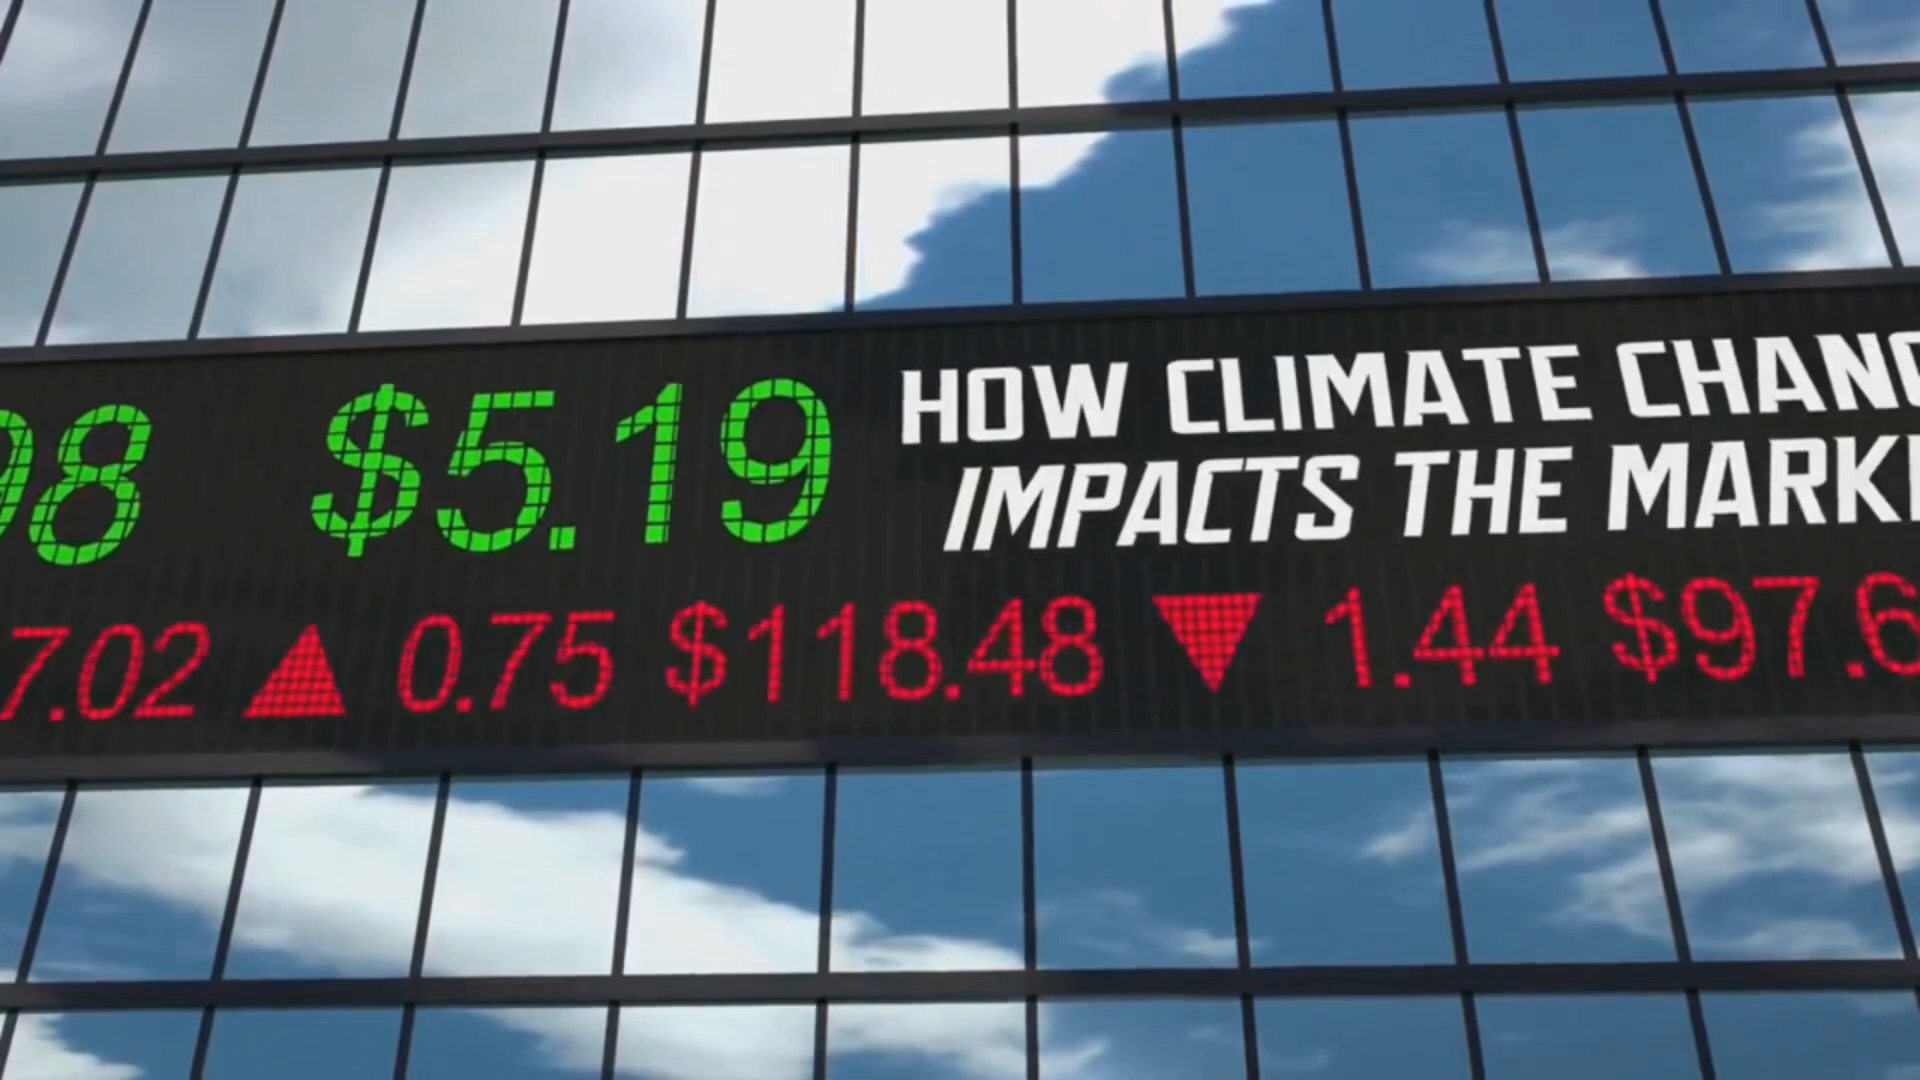 98 $5.19 HOW CLIMATE CHANG
IMPACTS THE MARK
7.02 ▲ 0.75 $118.48 ▼ 1.44 $97.6